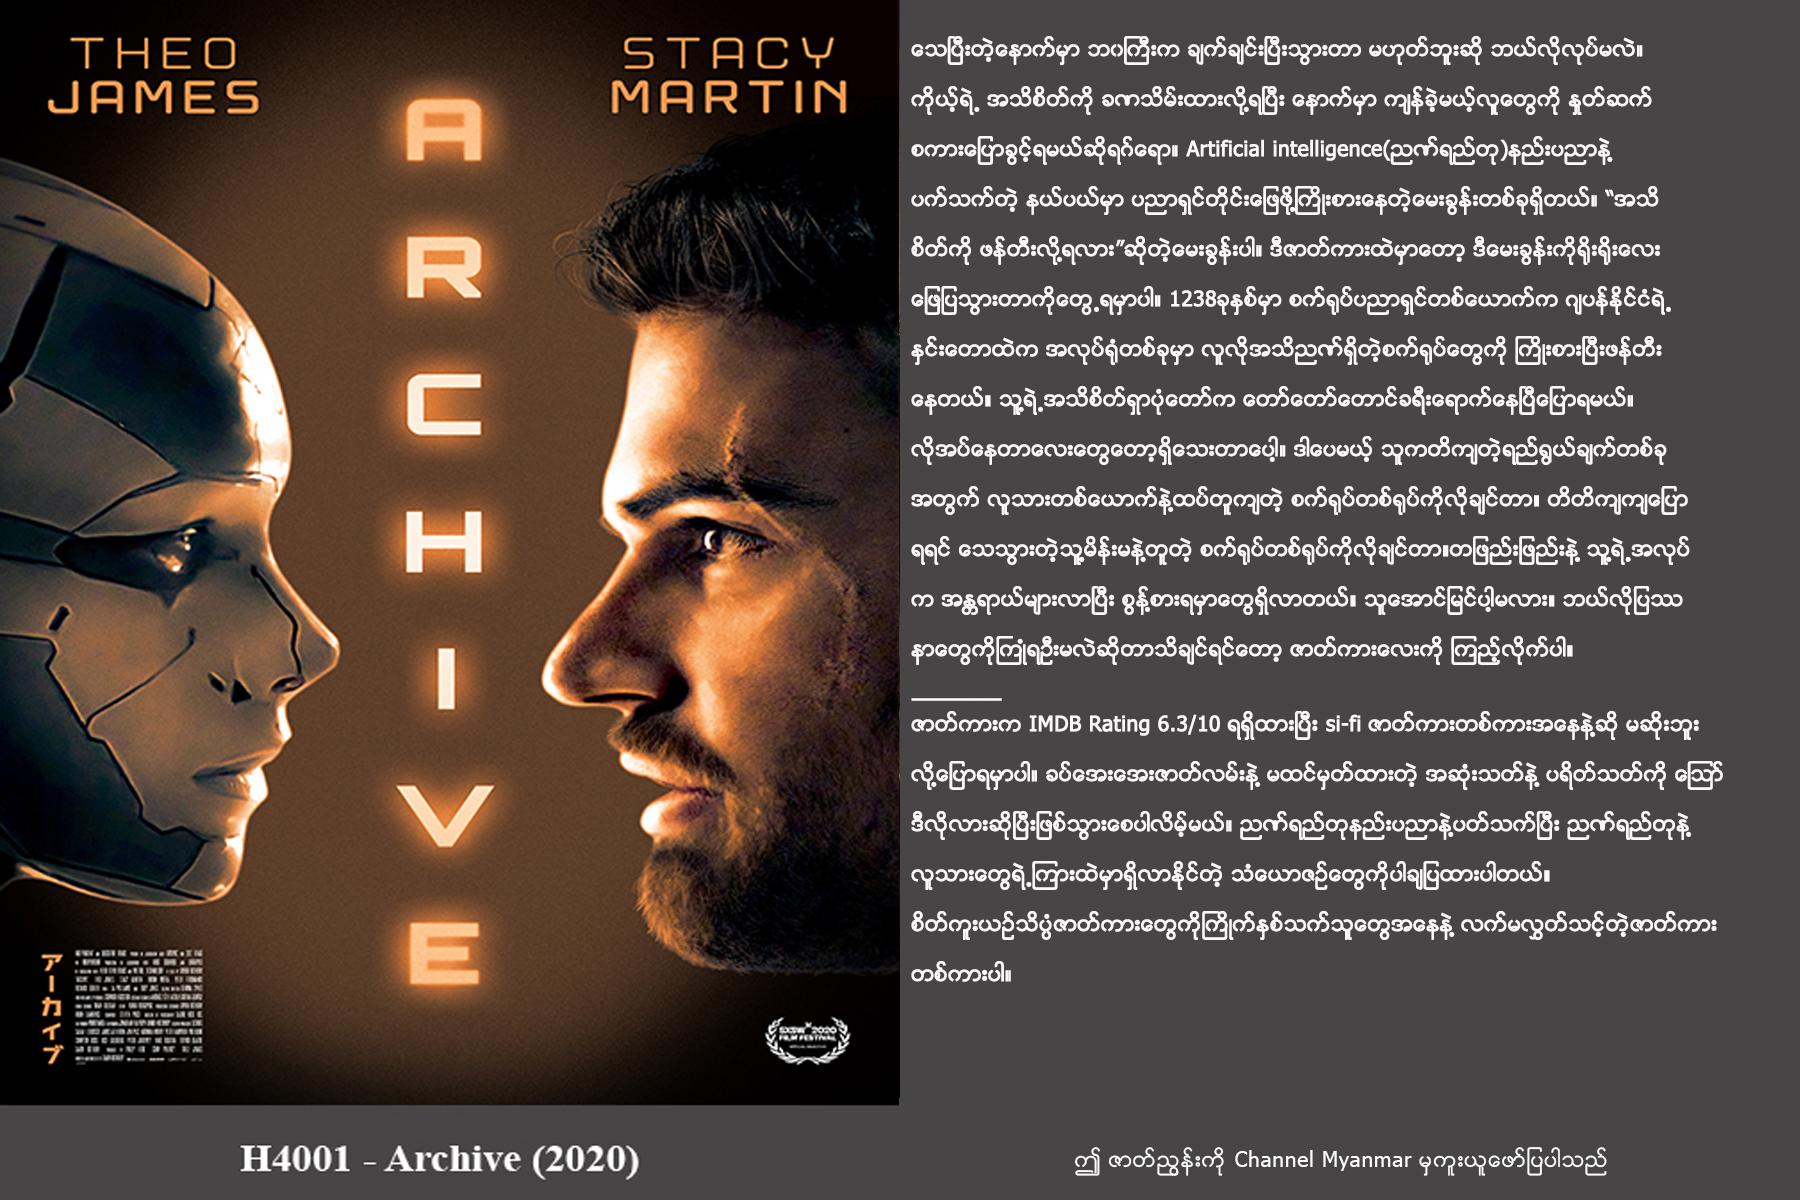 THEO
JAMES
STACY
MARTIN
ARCHIVE
アーカイブ
SXSW 2020
FILM FESTIVAL
သေပြီးတဲ့နောက်မှာ ဘဝကြီးက ချက်ချင်းပြီးသွားတာ မဟုတ်ဘူးဆို ဘယ်လိုလုပ်မလဲ။
ကိုယ့်ရဲ့ အသိစိတ်ကို ခဏသိမ်းထားလို့ရပြီး နောက်မှာ ကျန်ခဲ့မယ့်လူတွေကို နှုတ်ဆက်
စကားပြောခွင့်ရမယ်ဆိုရင်ရော။ Artificial intelligence(ညဏ်ရည်တု)နည်းပညာနဲ့
ပက်သက်တဲ့ နယ်ပယ်မှာ ပညာရှင်တိုင်းဖြေဖို့ကြိုးစားနေတဲ့မေးခွန်းတစ်ခုရှိတယ်။ “အသိ
စိတ်ကို ဖန်တီးလို့ရလား”ဆိုတဲ့မေးခွန်းပါ။ ဒီဇာတ်ကားထဲမှာတော့ ဒီမေးခွန်းကိုရိုးရိုးလေး
ဖြေပြသွားတာကိုတွေ့ရမှာပါ။ 1238ခုနှစ်မှာ စက်ရုပ်ပညာရှင်တစ်ယောက်က ဂျပန်နိုင်ငံရဲ့
နှင်းတောထဲက အလုပ်ရုံတစ်ခုမှာ လူလိုအသိညဏ်ရှိတဲ့စက်ရုပ်တွေကို ကြိုးစားပြီးဖန်တီး
နေတယ်။ သူ့ရဲ့အသိစိတ်ရှာပုံတော်က တော်တော်တောင်ခရီးရောက်နေပြီပြောရမယ်။
လိုအပ်နေတာလေးတွေတော့ရှိသေးတာပေါ့။ ဒါပေမယ့် သူကတိကျတဲ့ရည်ရွယ်ချက်တစ်ခု
အတွက် လူသားတစ်ယောက်နဲ့ထပ်တူကျတဲ့ စက်ရုပ်တစ်ရုပ်ကိုလိုချင်တာ။ တိတိကျကျပြော
ရရင် သေသွားတဲ့သူ့မိန်းမနဲ့တူတဲ့ စက်ရုပ်တစ်ရုပ်ကိုလိုချင်တာ။တဖြည်းဖြည်းနဲ့ သူ့ရဲ့အလုပ်
က အန္တရာယ်များလာပြီး စွန့်စားရမှာတွေရှိလာတယ်။ သူအောင်မြင်ပါ့မလား။ ဘယ်လိုပြဿ
နာတွေကိုကြုံရဦးမလဲဆိုတာသိချင်ရင်တော့ ဇာတ်ကားလေးကို ကြည့်လိုက်ပါ။
ဇာတ်ကားက IMDB Rating 6.3/10 ရရှိထားပြီး si-fi ဇာတ်ကားတစ်ကားအနေနဲ့ဆို မဆိုးဘူး
လို့ပြောရမှာပါ။ ခပ်အေးအေးဇာတ်လမ်းနဲ့ မထင်မှတ်ထားတဲ့ အဆုံးသတ်နဲ့ ပရိတ်သတ်ကို ဪ
ဒီလိုလားဆိုပြီးဖြစ်သွားစေပါလိမ့်မယ်။ ညဏ်ရည်တုနည်းပညာနဲ့ပတ်သက်ပြီး ညဏ်ရည်တုနဲ့
လူသားတွေရဲ့ကြားထဲမှာရှိလာနိုင်တဲ့ သံယောဇဉ်တွေကိုပါချပြထားပါတယ်။
စိတ်ကူးယဉ်သိပ္ပံဇာတ်ကားတွေကိုကြိုက်နှစ်သက်သူတွေအနေနဲ့ လက်မလွှတ်သင့်တဲ့ဇာတ်ကား
တစ်ကားပါ။
H4001 - Archive (2020)
ဤ ဇာတ်ညွှန်းကို Channel Myanmar မှကူးယူဖော်ပြပါသည်